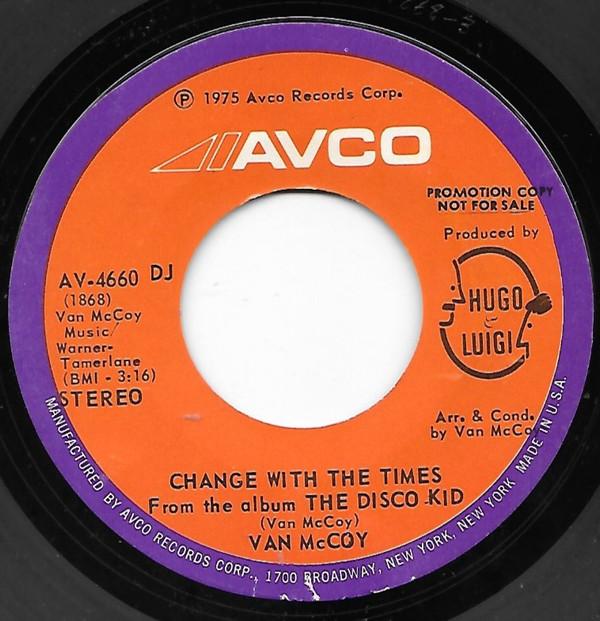 ℗ 1975 Avco Records Corp.
AVCO
PROMOTION COPY
NOT FOR SALE
Produced by
HUGO
&
LUIGI
AV-4660 DJ
(1868)
Van McCoy
Music/
Warner-
Tamerlane
(BMI - 3:16)
STEREO
Arr. & Cond.
by Van McCo
CHANGE WITH THE TIMES
From the album THE DISCO KID
(Van McCoy)
VAN McCOY
MANUFACTURED BY AVCO RECORDS CORP., 1700 BROADWAY, NEW YORK, NEW YORK MADE IN U.S.A.